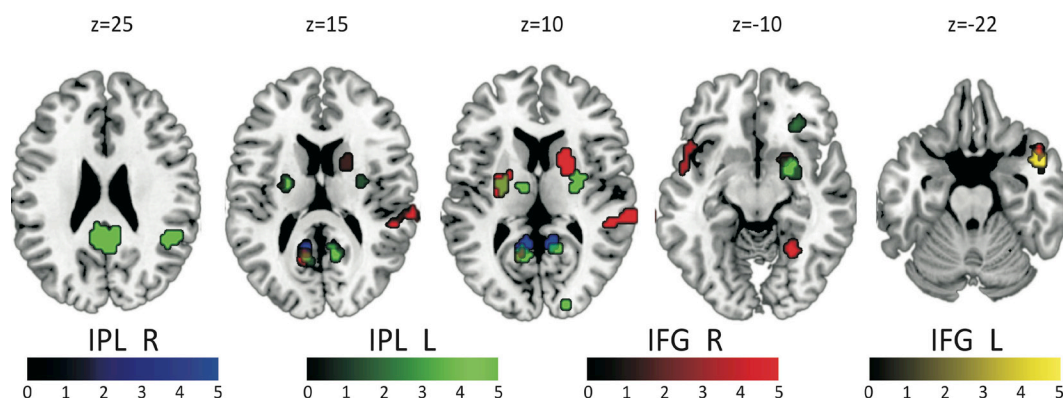 z=25 z=15 z=10 z=-10 z=-22
IPL R IPL L IFG R IFG L
0 1 2 3 4 5 0 1 2 3 4 5 0 1 2 3 4 5 0 1 2 3 4 5